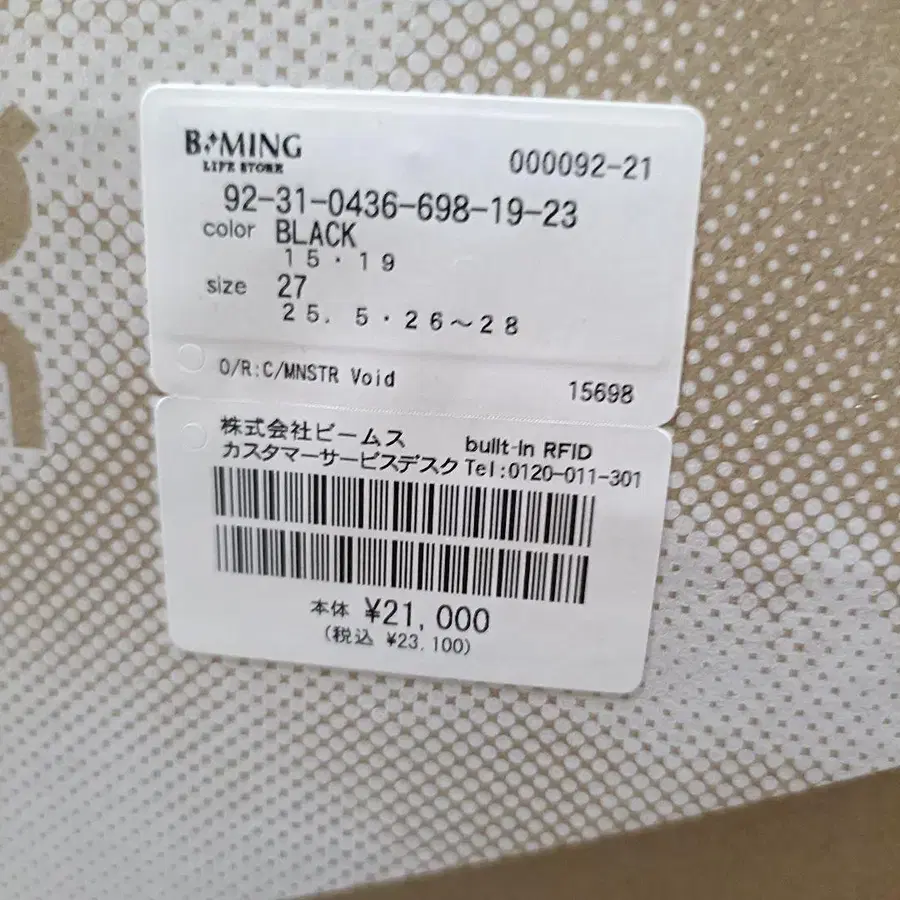 B⋆MING
LIFE STORE
000092-21
92-31-0436-698-19-23
color BLACK
15・19
size 27
25. 5・26〜28
O/R:C/MNSTR Void 15698
株式会社ビームス built-in RFID
カスタマーサービスデスク Tel:0120-011-301
本体 ¥21,000
(税込 ¥23,100)